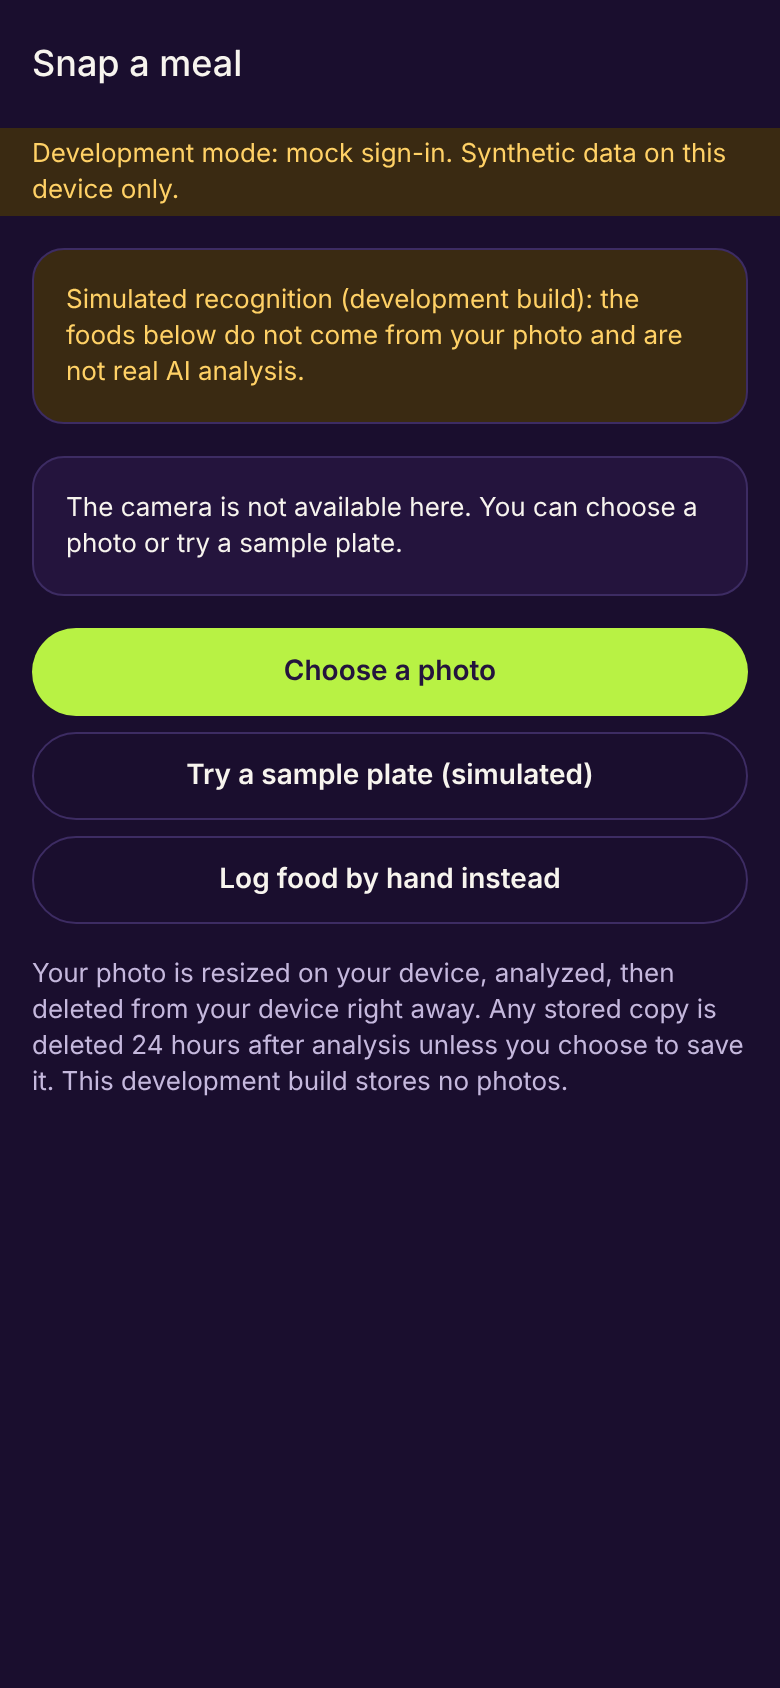 Snap a meal
Development mode: mock sign-in. Synthetic data on this
device only.
Simulated recognition (development build): the
foods below do not come from your photo and are
not real AI analysis.
The camera is not available here. You can choose a
photo or try a sample plate.
Choose a photo
Try a sample plate (simulated)
Log food by hand instead
Your photo is resized on your device, analyzed, then
deleted from your device right away. Any stored copy is
deleted 24 hours after analysis unless you choose to save
it. This development build stores no photos.